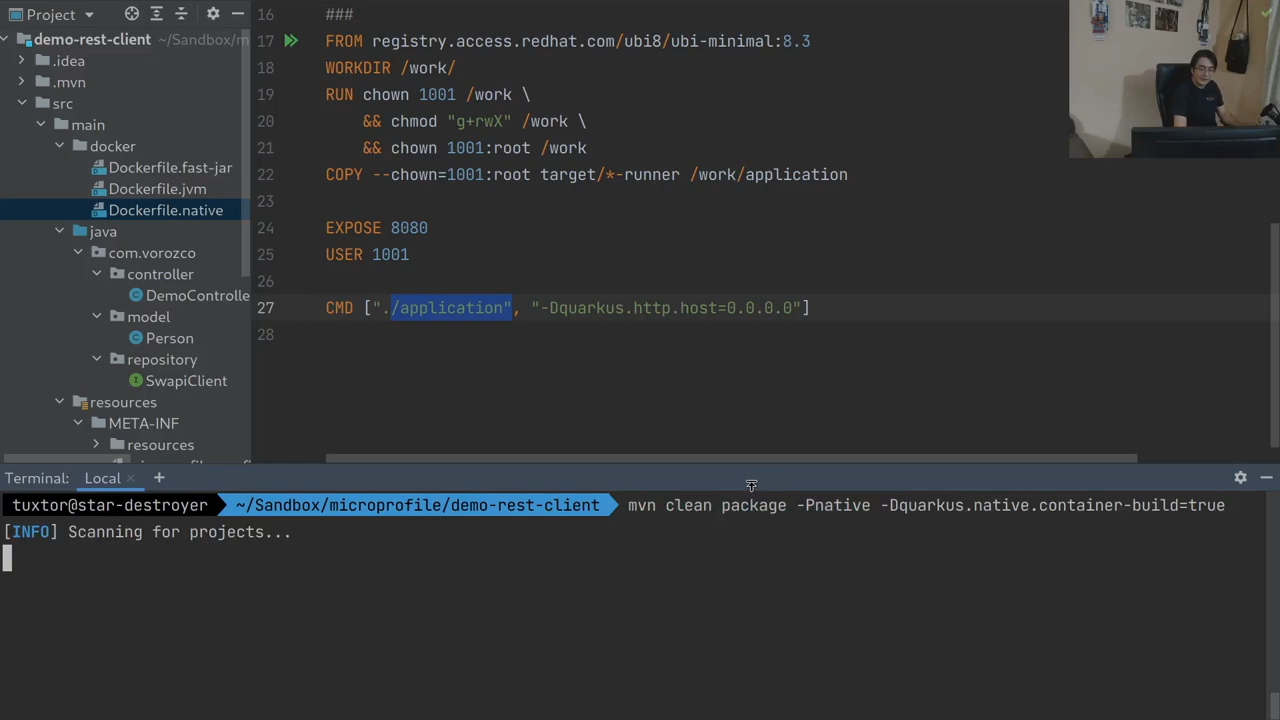 Project
demo-rest-client ~/Sandbox/m
.idea
.mvn
src
main
docker
Dockerfile.fast-jar
Dockerfile.jvm
Dockerfile.native
java
com.vorozco
controller
DemoControlle
model
Person
repository
SwapiClient
resources
META-INF
resources
16 ###
17 FROM registry.access.redhat.com/ubi8/ubi-minimal:8.3
18 WORKDIR /work/
19 RUN chown 1001 /work \
20 && chmod "g+rwX" /work \
21 && chown 1001:root /work
22 COPY --chown=1001:root target/*-runner /work/application
23
24 EXPOSE 8080
25 USER 1001
26
27 CMD ["./application", "-Dquarkus.http.host=0.0.0.0"]
28
Terminal: Local × +
tuxtor@star-destroyer ~/Sandbox/microprofile/demo-rest-client mvn clean package -Pnative -Dquarkus.native.container-build=true
[INFO] Scanning for projects...